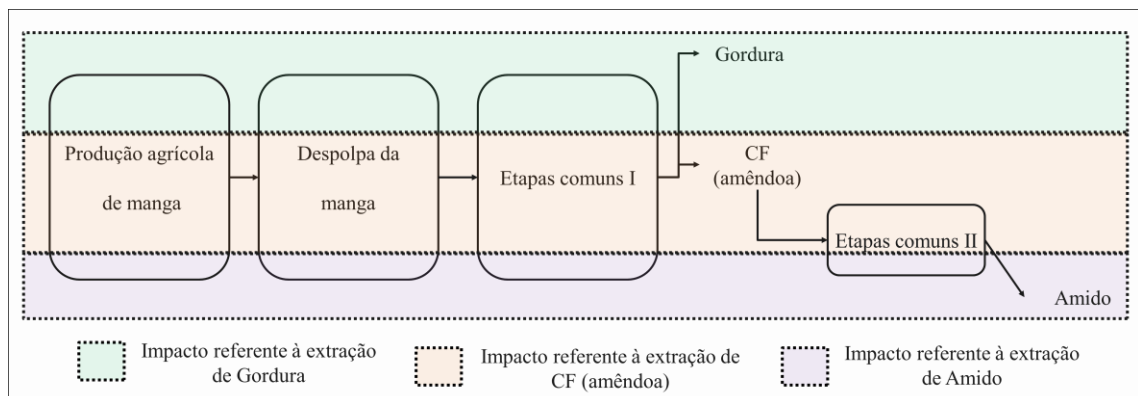 Gordura
Produção agrícola
de manga
Despolpa da
manga
Etapas comuns I
CF
(amêndoa)
Etapas comuns II
Amido
Impacto referente à extração
de Gordura
Impacto referente à extração de
CF (amêndoa)
Impacto referente à extração
de Amido